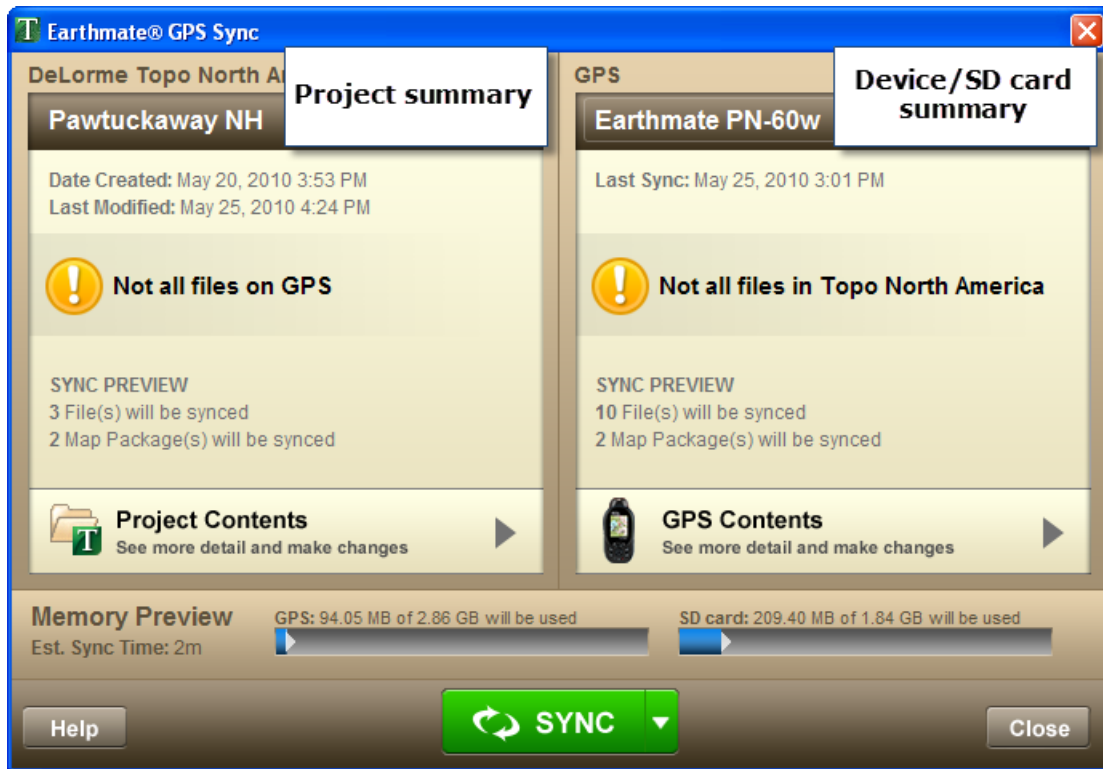 T Earthmate® GPS Sync
DeLorme Topo North A
Project summary
Pawtuckaway NH
Date Created: May 20, 2010 3:53 PM
Last Modified: May 25, 2010 4:24 PM
Not all files on GPS
SYNC PREVIEW
3 File(s) will be synced
2 Map Package(s) will be synced
T
Project Contents
See more detail and make changes
GPS
Device/SD card
summary
Earthmate PN-60w
Last Sync: May 25, 2010 3:01 PM
Not all files in Topo North America
SYNC PREVIEW
10 File(s) will be synced
2 Map Package(s) will be synced
GPS Contents
See more detail and make changes
Memory Preview
Est. Sync Time: 2m
GPS: 94.05 MB of 2.86 GB will be used
SD card: 209.40 MB of 1.84 GB will be used
Help
SYNC
Close